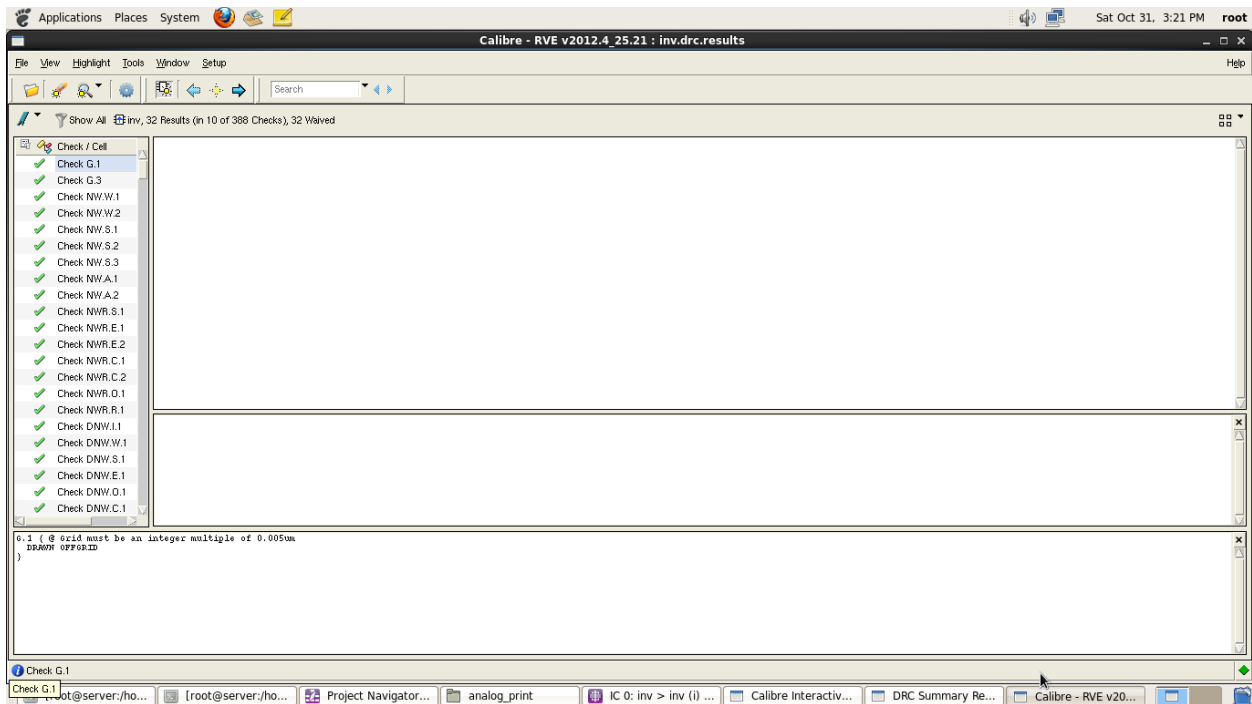 Applications Places System Sat Oct 31, 3:21 PM root
Calibre - RVE v2012.4_25.21 : inv.drc.results
File View Highlight Tools Window Setup Help
Search
Show All inv, 32 Results (in 10 of 388 Checks), 32 Waived
Check / Cell
Check G.1
Check G.3
Check NW.W.1
Check NW.W.2
Check NW.S.1
Check NW.S.2
Check NW.S.3
Check NW.A.1
Check NW.A.2
Check NWR.S.1
Check NWR.E.1
Check NWR.E.2
Check NWR.C.1
Check NWR.C.2
Check NWR.O.1
Check NWR.R.1
Check DNW.I.1
Check DNW.W.1
Check DNW.S.1
Check DNW.E.1
Check DNW.O.1
Check DNW.C.1
G.1 { @ Grid must be an integer multiple of 0.005um
DRAWN OFFGRID
}
Check G.1
Check G.1
oot@server:/ho... [root@server:/ho... Project Navigator... analog_print IC 0: inv > inv (i) ... Calibre Interactiv... DRC Summary Re... Calibre - RVE v20...